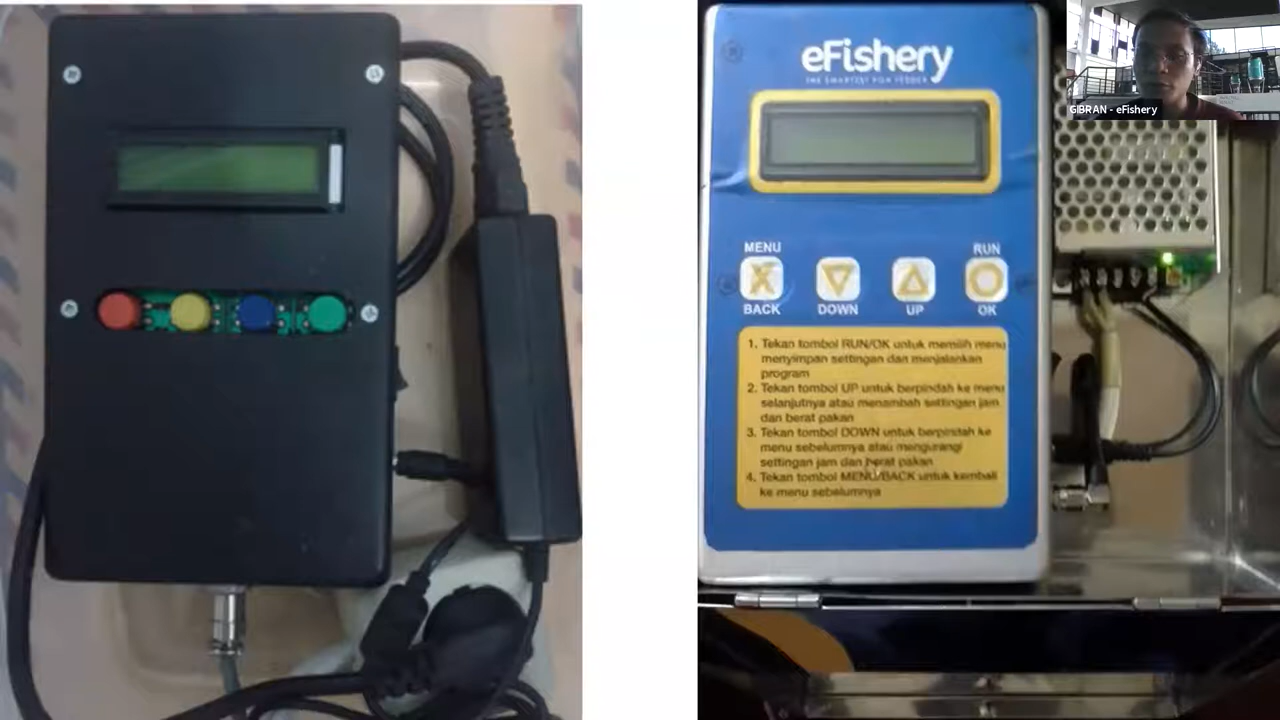 eFishery
THE SMARTEST FISH FEEDER
GIBRAN - eFishery
MENU
RUN
BACK
DOWN
UP
OK
1. Tekan tombol RUN/OK untuk memilih menu
menyimpan settingan dan menjalankan
program
2. Tekan tombol UP untuk berpindah ke menu
selanjutnya atau menambah settingan jam
dan berat pakan
3. Tekan tombol DOWN untuk berpindah ke
menu sebelumnya atau mengurangi
settingan jam dan berat pakan
4. Tekan tombol MENU/BACK untuk kembali
ke menu sebelumnya